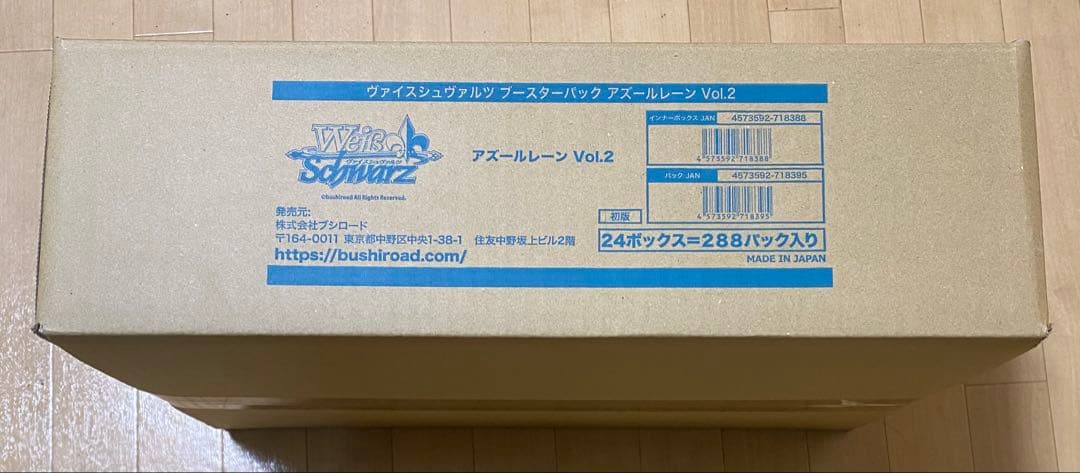 ヴァイスシュヴァルツ ブースターパック アズールレーン Vol.2
Weiß
Schwarz
ヴァイスシュヴァルツ
©bushiroad All Rights Reserved.
アズールレーン Vol.2
インナーボックス JAN 4573592-718388
4 573592 718388
パック JAN 4573592-718395
4 573592 718395
発売元:
株式会社ブシロード
〒164-0011 東京都中野区中央1-38-1 住友中野坂上ビル2階
https://bushiroad.com/
初版
24ボックス=288パック入り
MADE IN JAPAN